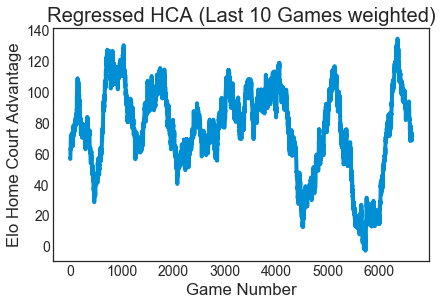 Regressed HCA (Last 10 Games weighted)
140
120
100
80
60
40
20
0
Elo Home Court Advantage
0 1000 2000 3000 4000 5000 6000
Game Number